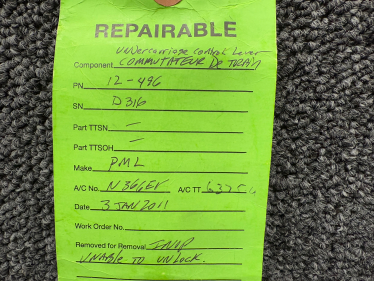 REPAIRABLE
UNDercarriage control Lever
Component COMMUTATEUR De TRAIN
PN 12-496
SN D316
Part TTSN —
Part TTSOH —
Make PML
A/C No. A/C TT
Date 3 JAN 2011
Work Order No.
Removed for Removal INOP
UNABLE TO UNLOCK.